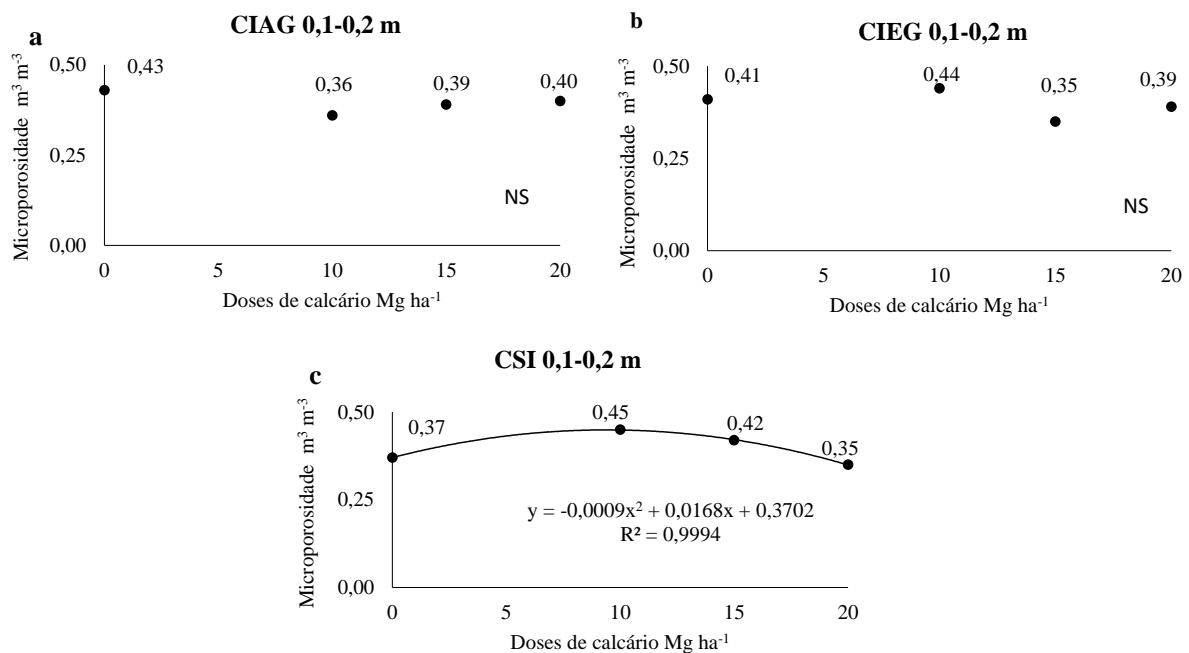 a
CIAG 0,1-0,2 m
Microporosidade m³ m⁻³
0,50
0,25
0,00
0,43
0,36
0,39
0,40
NS
0
5
10
15
20
Doses de calcário Mg ha⁻¹
b
CIEG 0,1-0,2 m
Microporosidade m³ m⁻³
0,50
0,25
0,00
0,41
0,44
0,35
0,39
NS
0
5
10
15
20
Doses de calcário Mg ha⁻¹
c
CSI 0,1-0,2 m
Microporosidade m³ m⁻³
0,50
0,25
0,00
0,37
0,45
0,42
0,35
y = -0,0009x² + 0,0168x + 0,3702
R² = 0,9994
0
5
10
15
20
Doses de calcário Mg ha⁻¹